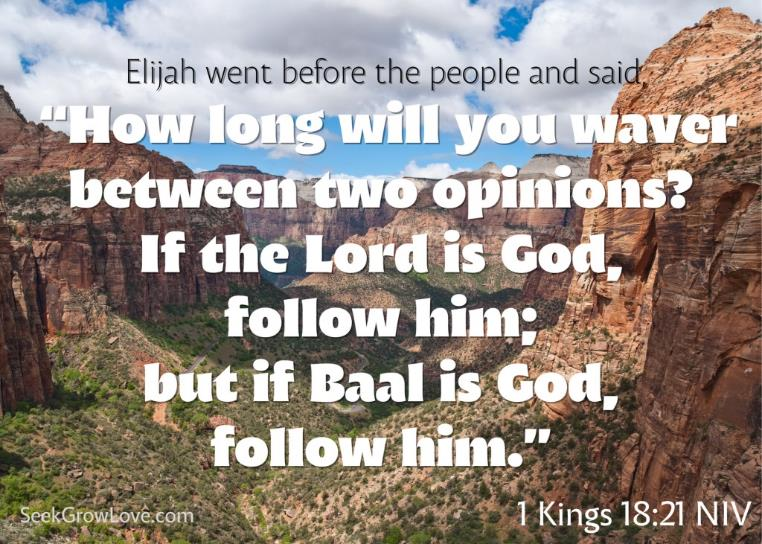 Elijah went before the people and said,
“How long will you waver
between two opinions?
If the Lord is God,
follow him;
but if Baal is God,
follow him.”
SeekGrowLove.com
1 Kings 18:21 NIV